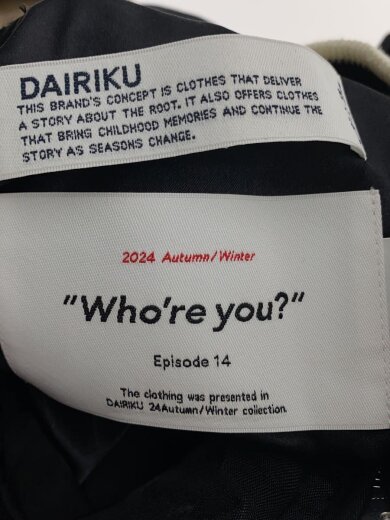 DAIRIKU
THIS BRAND'S CONCEPT IS CLOTHES THAT DELIVER
A STORY ABOUT THE ROOT. IT ALSO OFFERS CLOTHES
THAT BRING CHILDHOOD MEMORIES AND CONTINUE THE
STORY AS SEASONS CHANGE.
2024 Autumn/Winter
"Who're you?"
Episode 14
The clothing was presented in
DAIRIKU 24Autumn/Winter collection